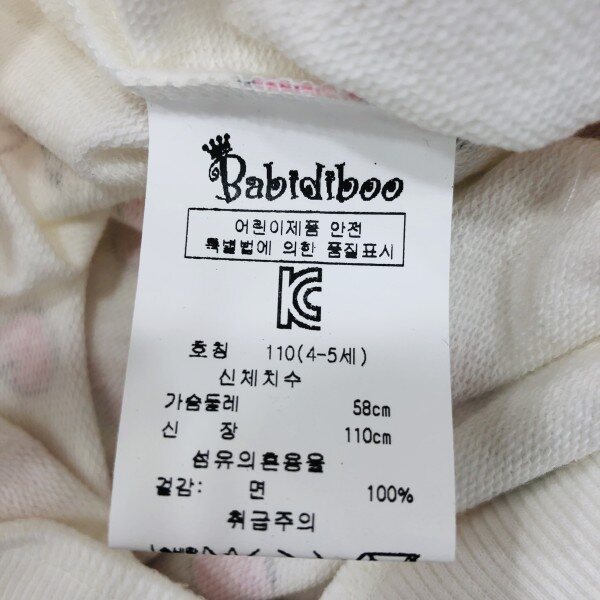 Babidiboo
어린이제품 안전
특별법에 의한 품질표시
KC
호칭 110(4-5세)
신체치수
가슴둘레 58cm
신 장 110cm
섬유의혼용율
겉감: 면 100%
취급주의